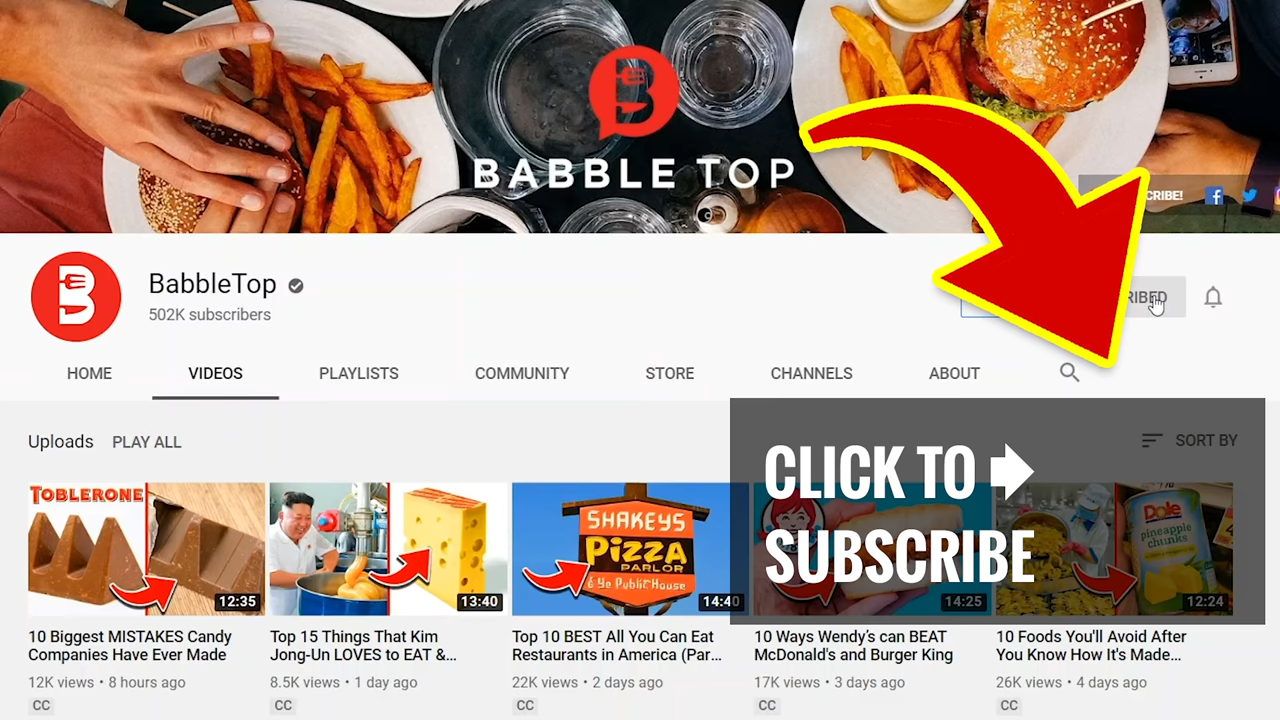 BABBLE TOP
CRIBE!
BabbleTop
502K subscribers
RIBED
HOME VIDEOS PLAYLISTS COMMUNITY STORE CHANNELS ABOUT
Uploads PLAY ALL SORT BY
CLICK TO
SUBSCRIBE
TOBLERONE
12:35
13:40
SHAKEYS
PIZZA
PARLOR
& Ye Public House
14:40
14:25
Dole
pineapple
chunks
12:24
10 Biggest MISTAKES Candy
Companies Have Ever Made
12K views • 8 hours ago
CC
Top 15 Things That Kim
Jong-Un LOVES to EAT &...
8.5K views • 1 day ago
CC
Top 10 BEST All You Can Eat
Restaurants in America (Par...
22K views • 2 days ago
CC
10 Ways Wendy's can BEAT
McDonald's and Burger King
17K views • 3 days ago
CC
10 Foods You'll Avoid After
You Know How It's Made...
26K views • 4 days ago
CC